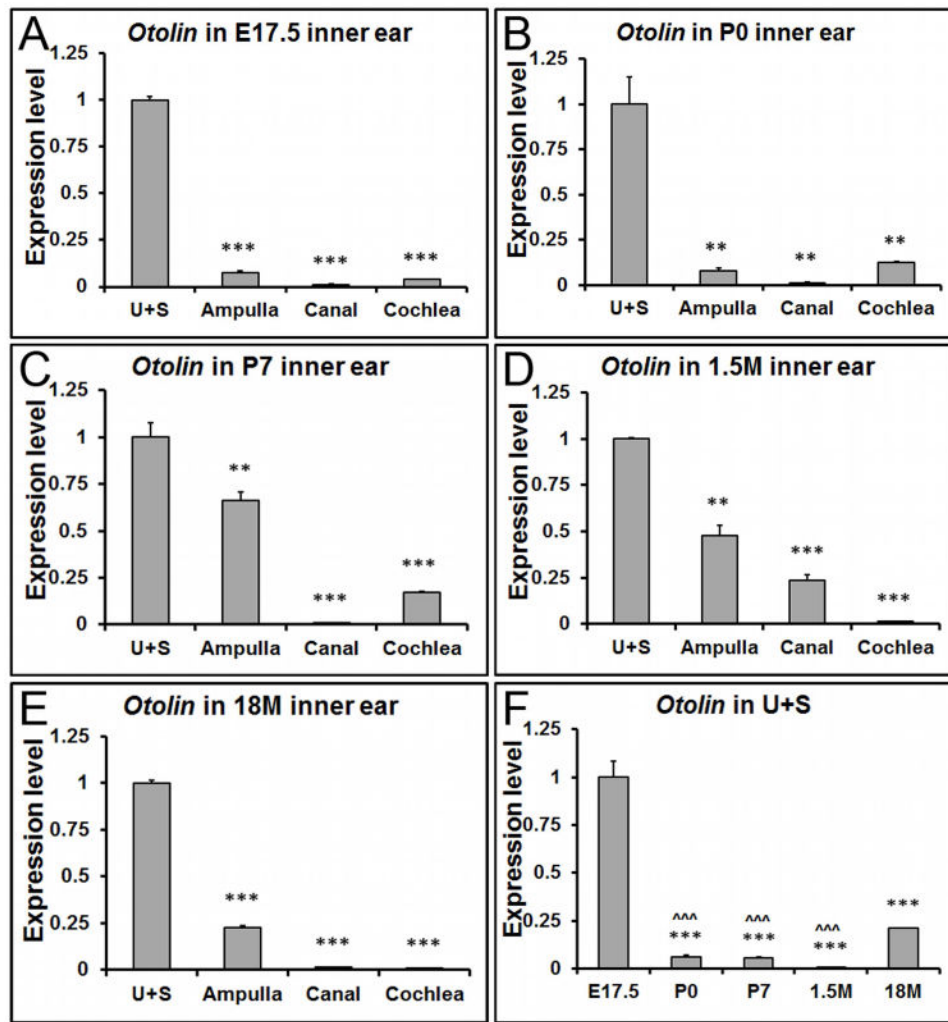 A
Otolin in E17.5 inner ear
Expression level
1.25
1
0.75
0.5
0.25
0
***
***
***
U+S Ampulla Canal Cochlea
B
Otolin in P0 inner ear
Expression level
1.25
1
0.75
0.5
0.25
0
**
**
**
U+S Ampulla Canal Cochlea
C
Otolin in P7 inner ear
Expression level
1.25
1
0.75
0.5
0.25
0
**
***
***
U+S Ampulla Canal Cochlea
D
Otolin in 1.5M inner ear
Expression level
1.25
1
0.75
0.5
0.25
0
**
***
***
U+S Ampulla Canal Cochlea
E
Otolin in 18M inner ear
Expression level
1.25
1
0.75
0.5
0.25
0
***
***
***
U+S Ampulla Canal Cochlea
F
Otolin in U+S
Expression level
1.25
1
0.75
0.5
0.25
0
^^^
***
^^^
***
^^^
***
***
E17.5 P0 P7 1.5M 18M